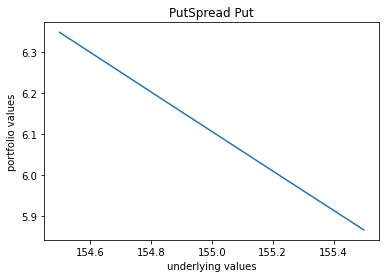 PutSpread Put
portfolio values
6.3
6.2
6.1
6.0
5.9
154.6 154.8 155.0 155.2 155.4
underlying values